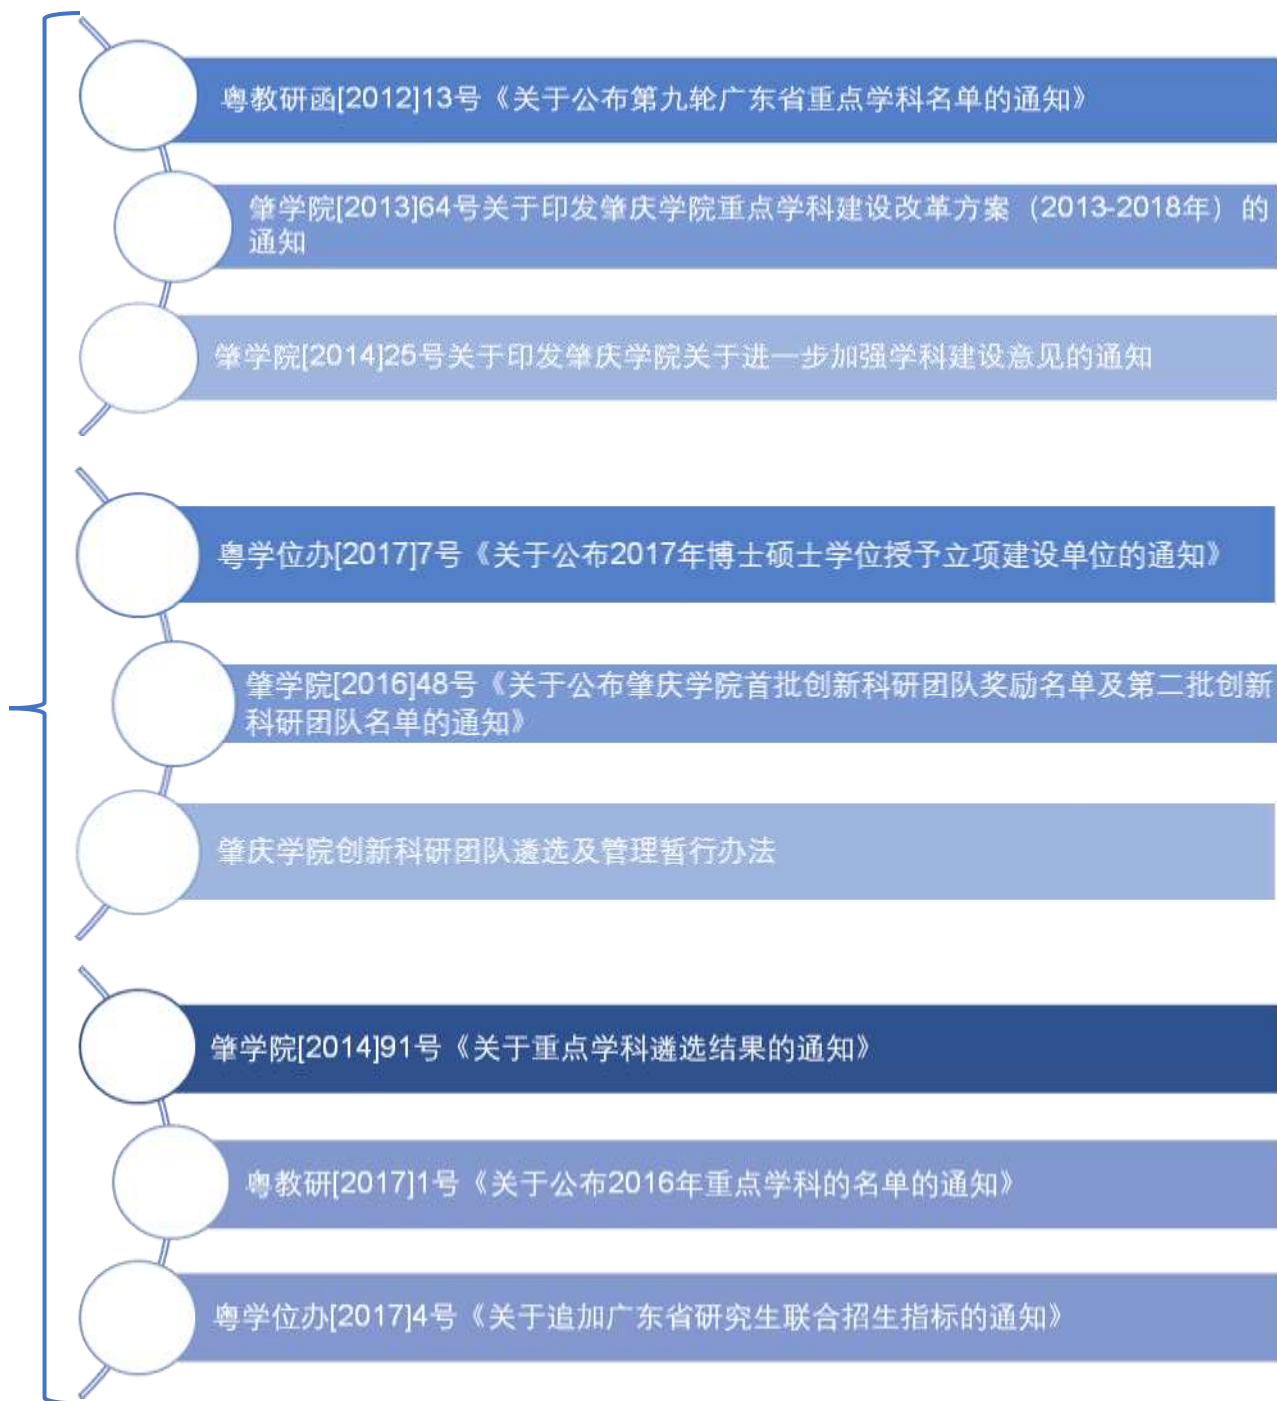 粤教研函[2012]13号《关于公布第九轮广东省重点学科名单的通知》
肇学院[2013]64号关于印发肇庆学院重点学科建设改革方案（2013-2018年）的
通知
肇学院[2014]25号关于印发肇庆学院关于进一步加强学科建设意见的通知
粤学位办[2017]7号《关于公布2017年博士硕士学位授予立项建设单位的通知》
肇学院[2016]48号《关于公布肇庆学院首批创新科研团队奖励名单及第二批创新
科研团队名单的通知》
肇庆学院创新科研团队遴选及管理暂行办法
肇学院[2014]91号《关于重点学科遴选结果的通知》
粤教研[2017]1号《关于公布2016年重点学科的名单的通知》
粤学位办[2017]4号《关于追加广东省研究生联合招生指标的通知》